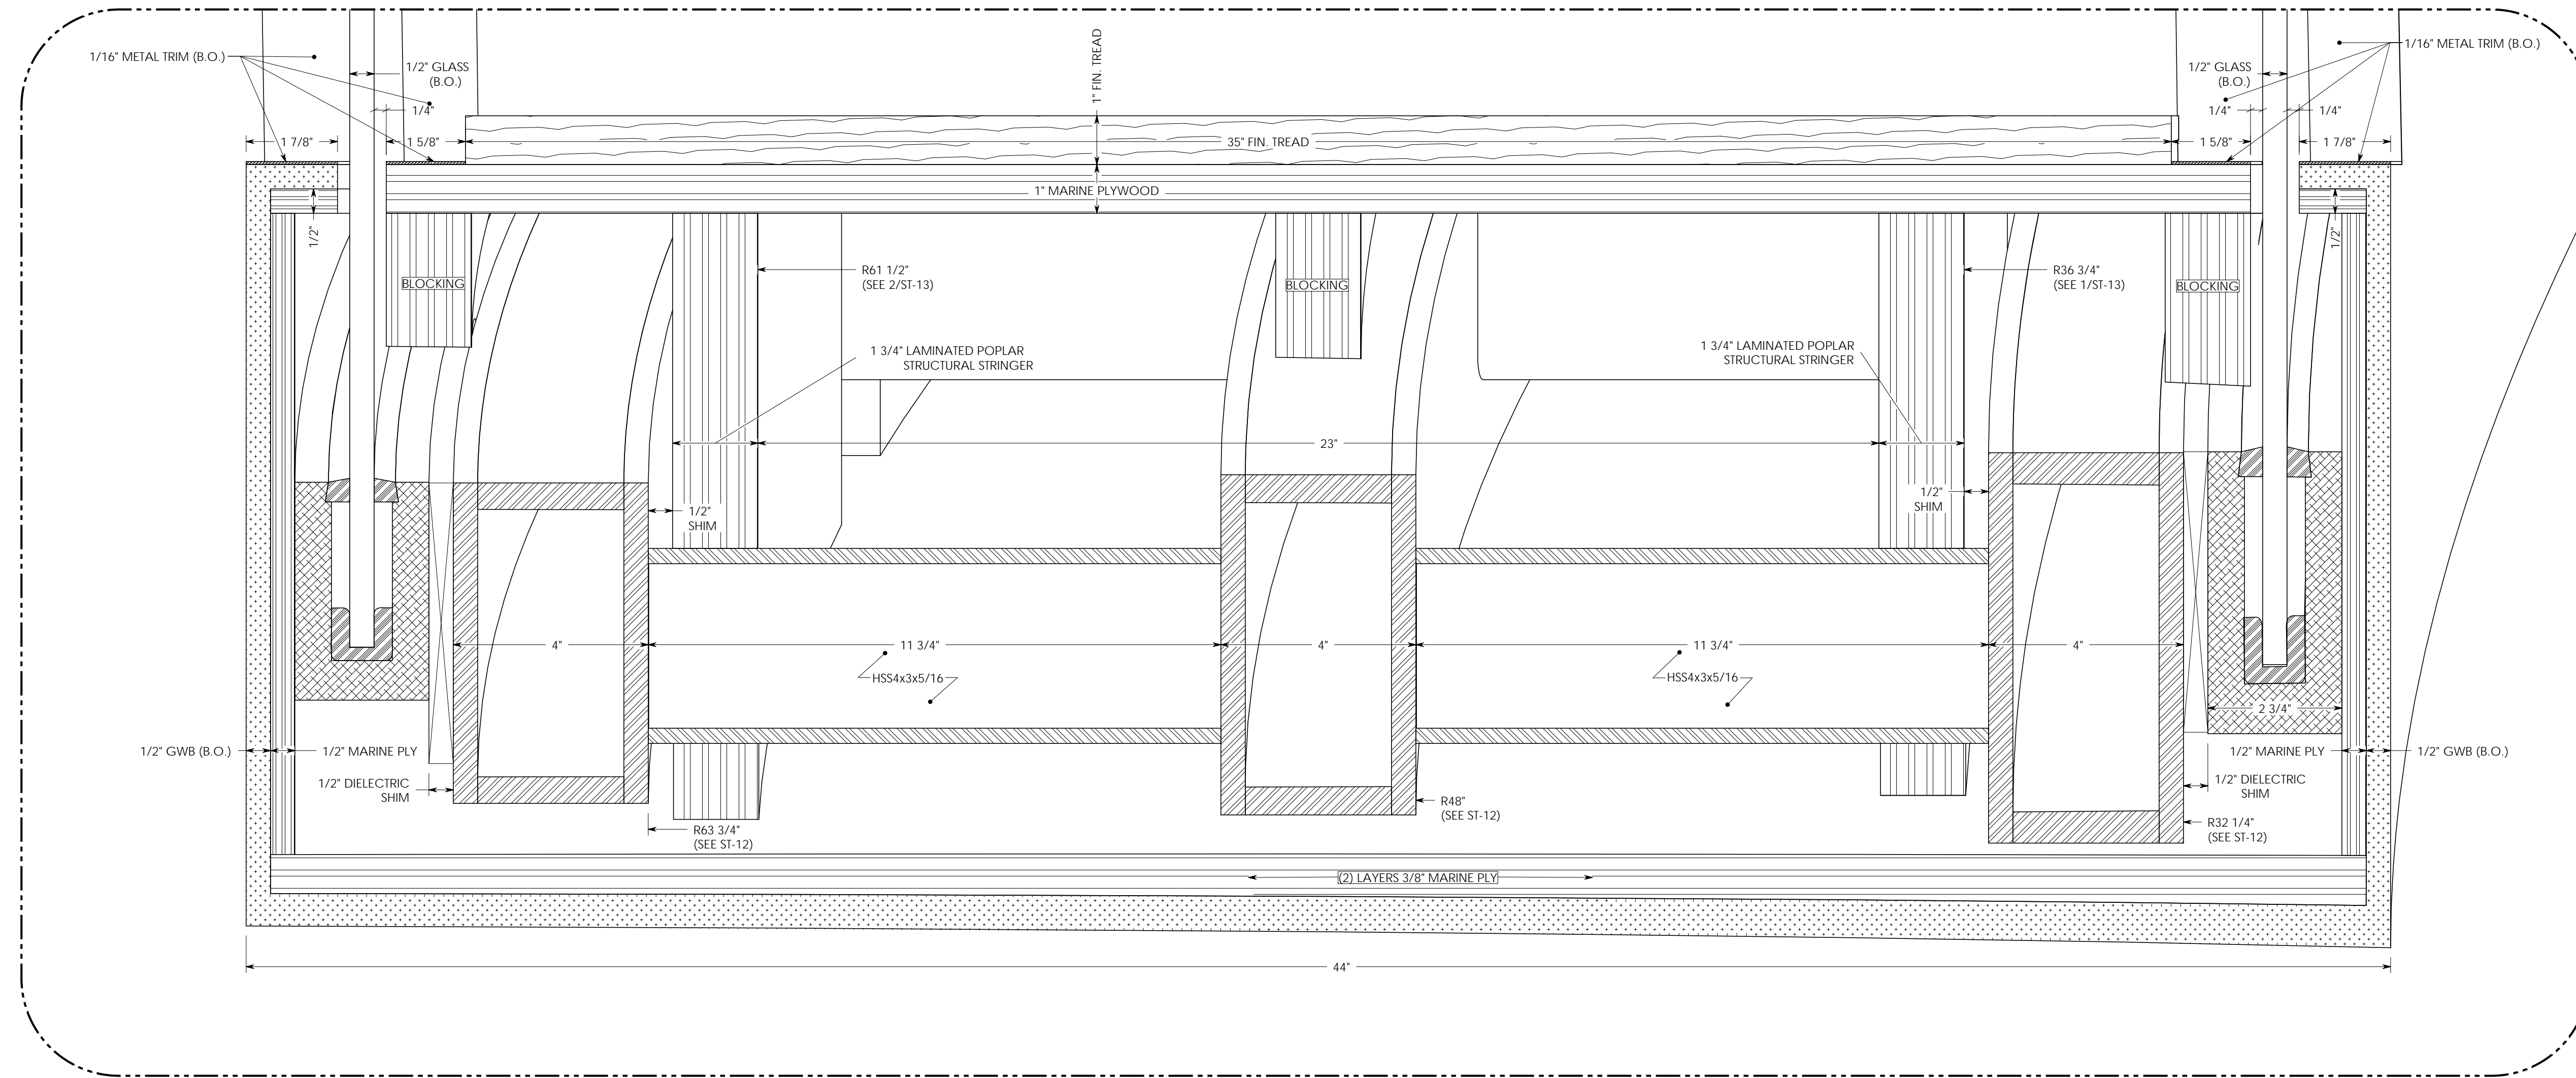 1/16" METAL TRIM (B.O.)
1/2" GLASS
(B.O.)
1/4"
1 7/8"
1 5/8"
1" FIN. TREAD
35" FIN. TREAD
1/2" GLASS
(B.O.)
1/16" METAL TRIM (B.O.)
1/4"
1/4"
1 5/8"
1 7/8"
1" MARINE PLYWOOD
1/2"
1/2"
BLOCKING
BLOCKING
BLOCKING
R61 1/2"
(SEE 2/ST-13)
R36 3/4"
(SEE 1/ST-13)
1 3/4" LAMINATED POPLAR
STRUCTURAL STRINGER
1 3/4" LAMINATED POPLAR
STRUCTURAL STRINGER
23"
1/2"
SHIM
1/2"
SHIM
4"
11 3/4"
4"
11 3/4"
4"
HSS4x3x5/16
HSS4x3x5/16
2 3/4"
1/2" GWB (B.O.)
1/2" MARINE PLY
1/2" MARINE PLY
1/2" GWB (B.O.)
1/2" DIELECTRIC
SHIM
1/2" DIELECTRIC
SHIM
R63 3/4"
(SEE ST-12)
R48"
(SEE ST-12)
R32 1/4"
(SEE ST-12)
(2) LAYERS 3/8" MARINE PLY
44"